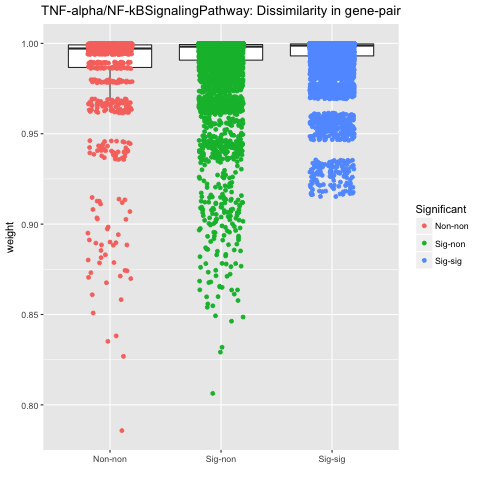 TNF-alpha/NF-kBSignalingPathway: Dissimilarity in gene-pair
1.00
0.95
0.90
0.85
0.80
weight
Non-non
Sig-non
Sig-sig
Significant
Non-non
Sig-non
Sig-sig